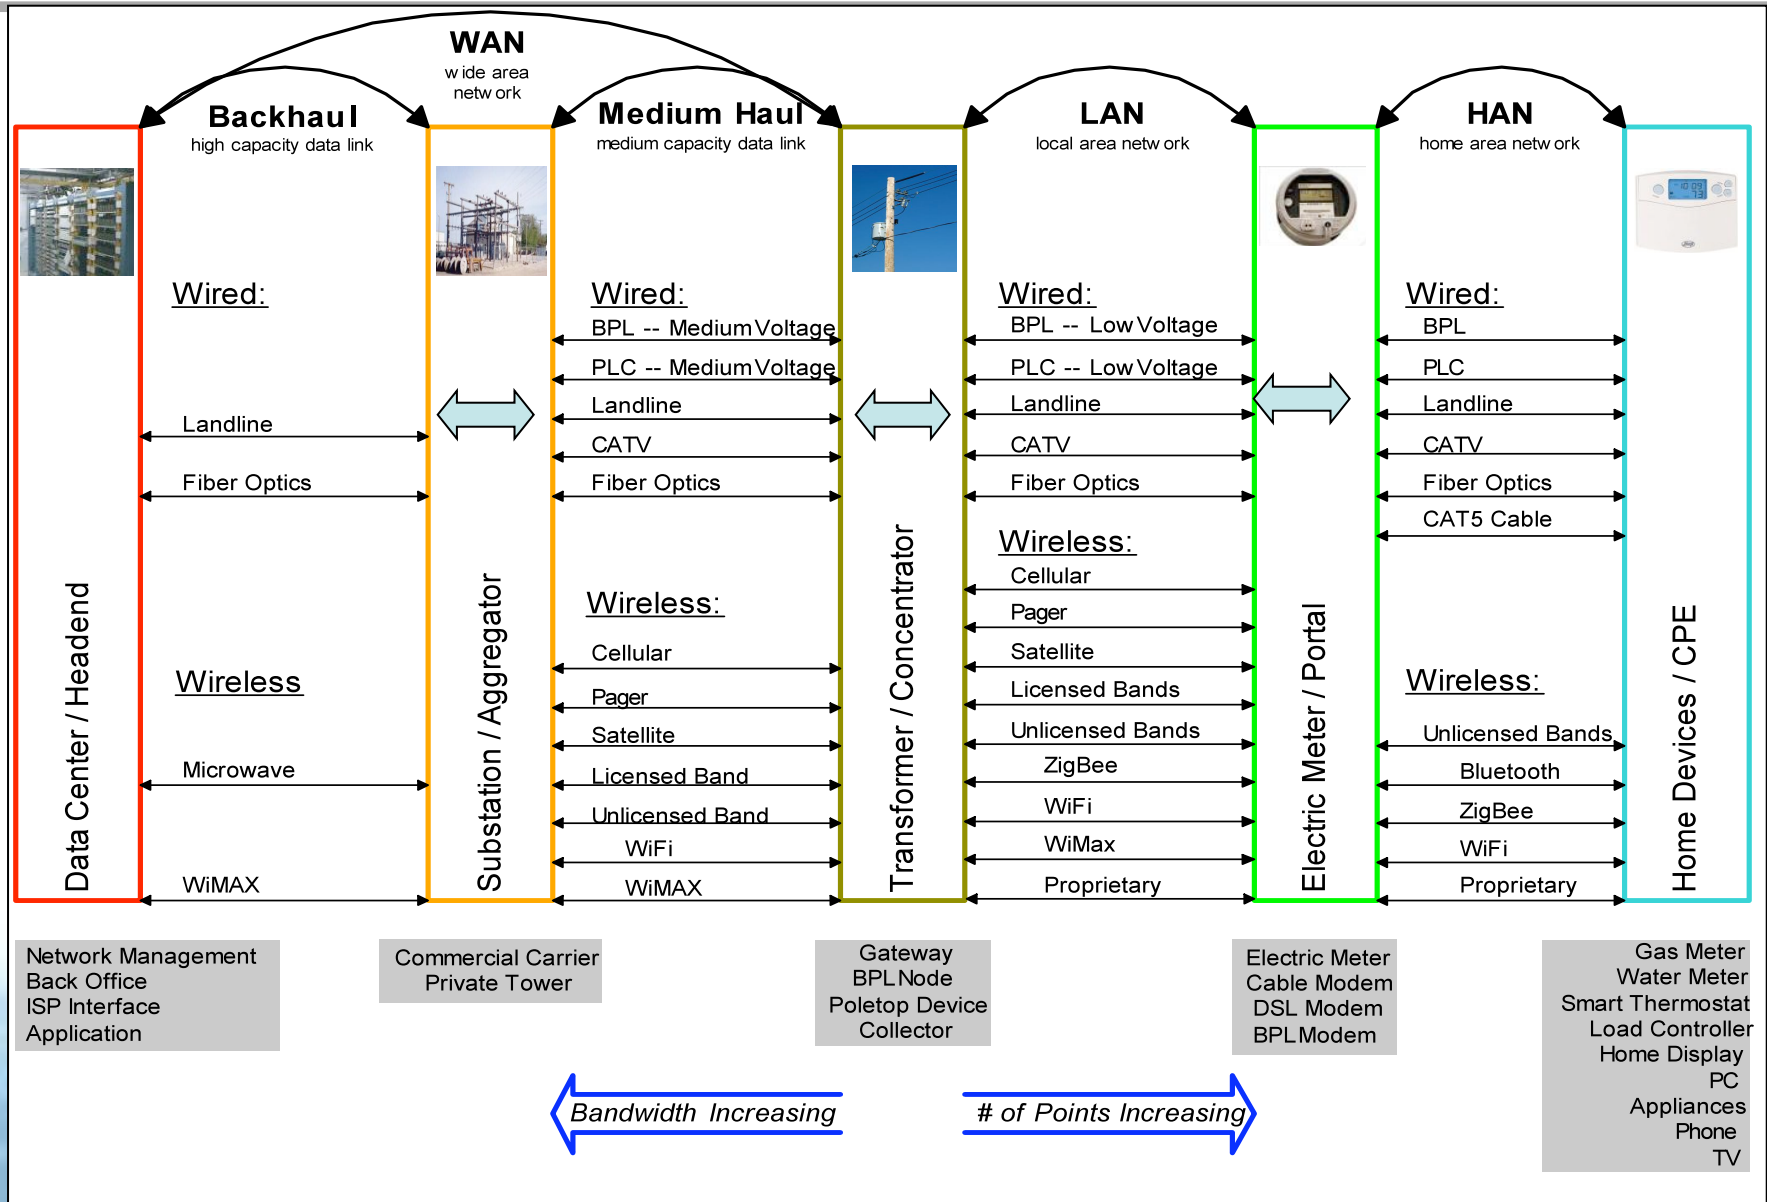 WAN
wide area
network
Backhaul
high capacity data link
Medium Haul
medium capacity data link
LAN
local area network
HAN
home area network
Data Center / Headend
Wired:
Landline
Fiber Optics
Wireless
Microwave
WiMAX
Substation / Aggregator
Wired:
BPL -- Medium Voltage
PLC -- Medium Voltage
Landline
CATV
Fiber Optics
Wireless:
Cellular
Pager
Satellite
Licensed Band
Unlicensed Band
WiFi
WiMAX
Transformer / Concentrator
Wired:
BPL -- Low Voltage
PLC -- Low Voltage
Landline
CATV
Fiber Optics
Wireless:
Cellular
Pager
Satellite
Licensed Bands
Unlicensed Bands
ZigBee
WiFi
WiMax
Proprietary
Electric Meter / Portal
Wired:
BPL
PLC
Landline
CATV
Fiber Optics
CAT5 Cable
Wireless:
Unlicensed Bands
Bluetooth
ZigBee
WiFi
Proprietary
Home Devices / CPE
Network Management
Back Office
ISP Interface
Application
Commercial Carrier
Private Tower
Gateway
BPL Node
Poletop Device
Collector
Electric Meter
Cable Modem
DSL Modem
BPL Modem
Gas Meter
Water Meter
Smart Thermostat
Load Controller
Home Display
PC
Appliances
Phone
TV
Bandwidth Increasing
# of Points Increasing